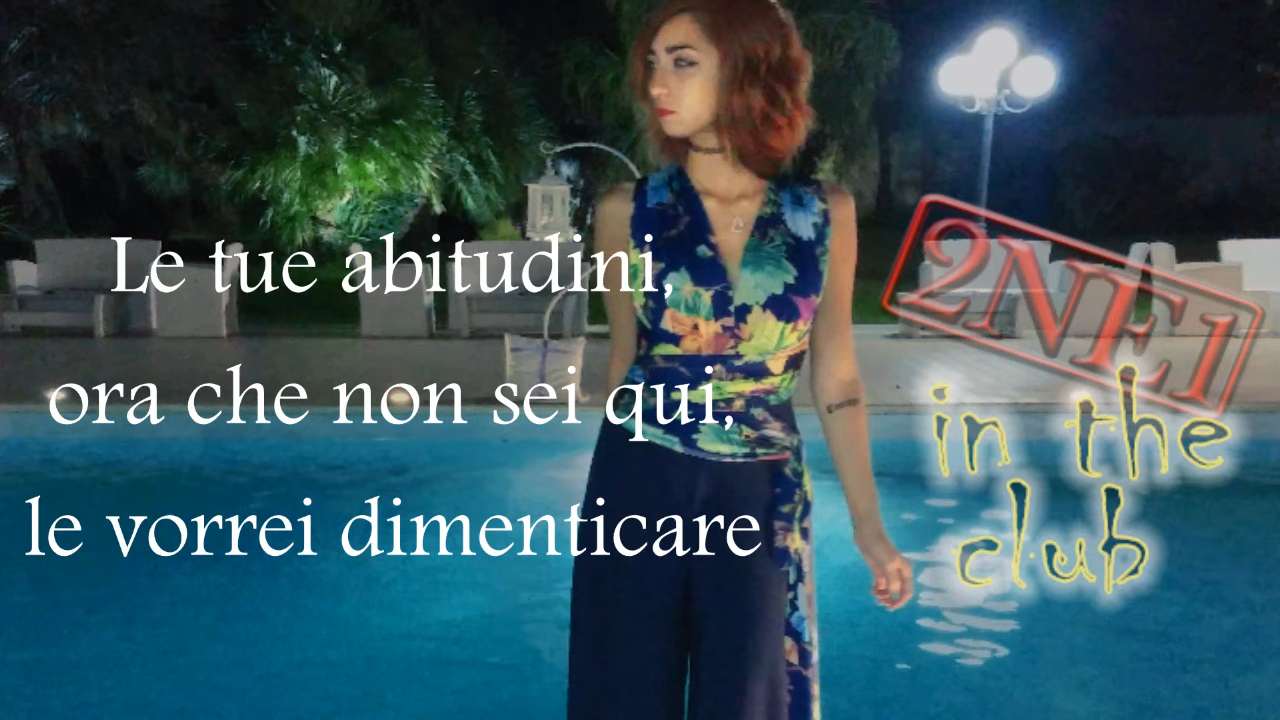 Le tue abitudini,
ora che non sei qui,
le vorrei dimenticare
2NE1
in the
club